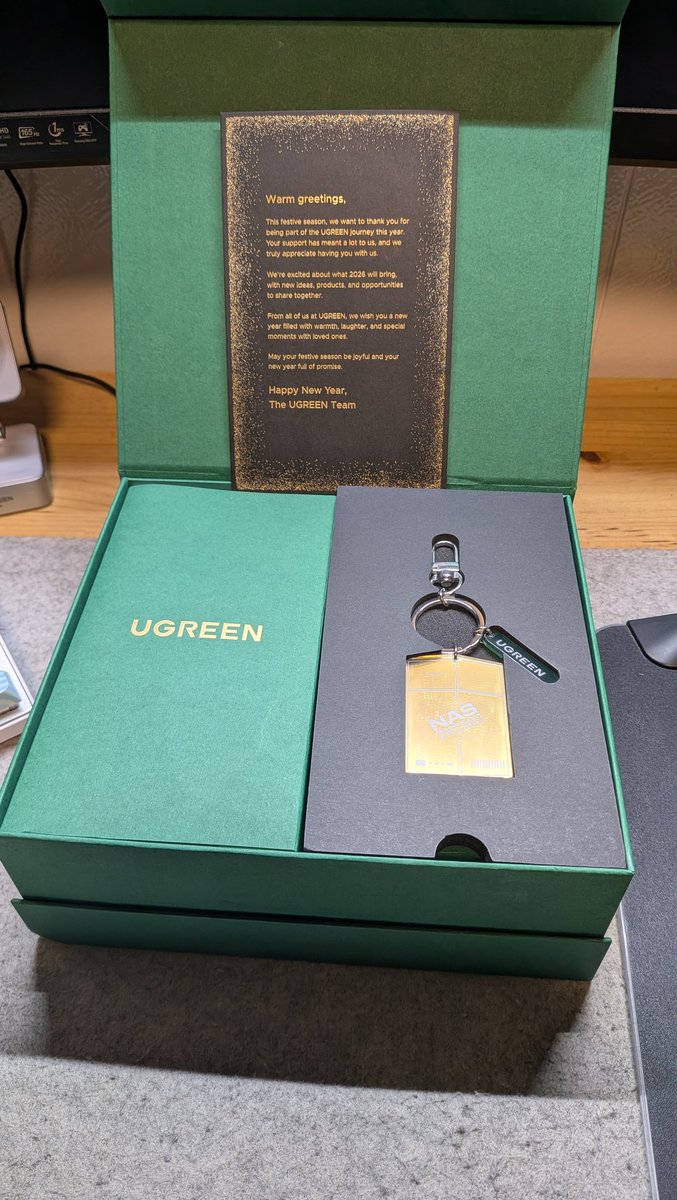 165Hz
Warm greetings,
This festive season, we want to thank you for
being part of the UGREEN journey this year.
Your support has meant a lot to us, and we
truly appreciate having you with us.
We're excited about what 2026 will bring,
with new ideas, products, and opportunities
to share together.
From all of us at UGREEN, we wish you a new
year filled with warmth, laughter, and special
moments with loved ones.
May your festive season be joyful and your
new year full of promise.
Happy New Year,
The UGREEN Team
UGREEN
UGREEN
NAS